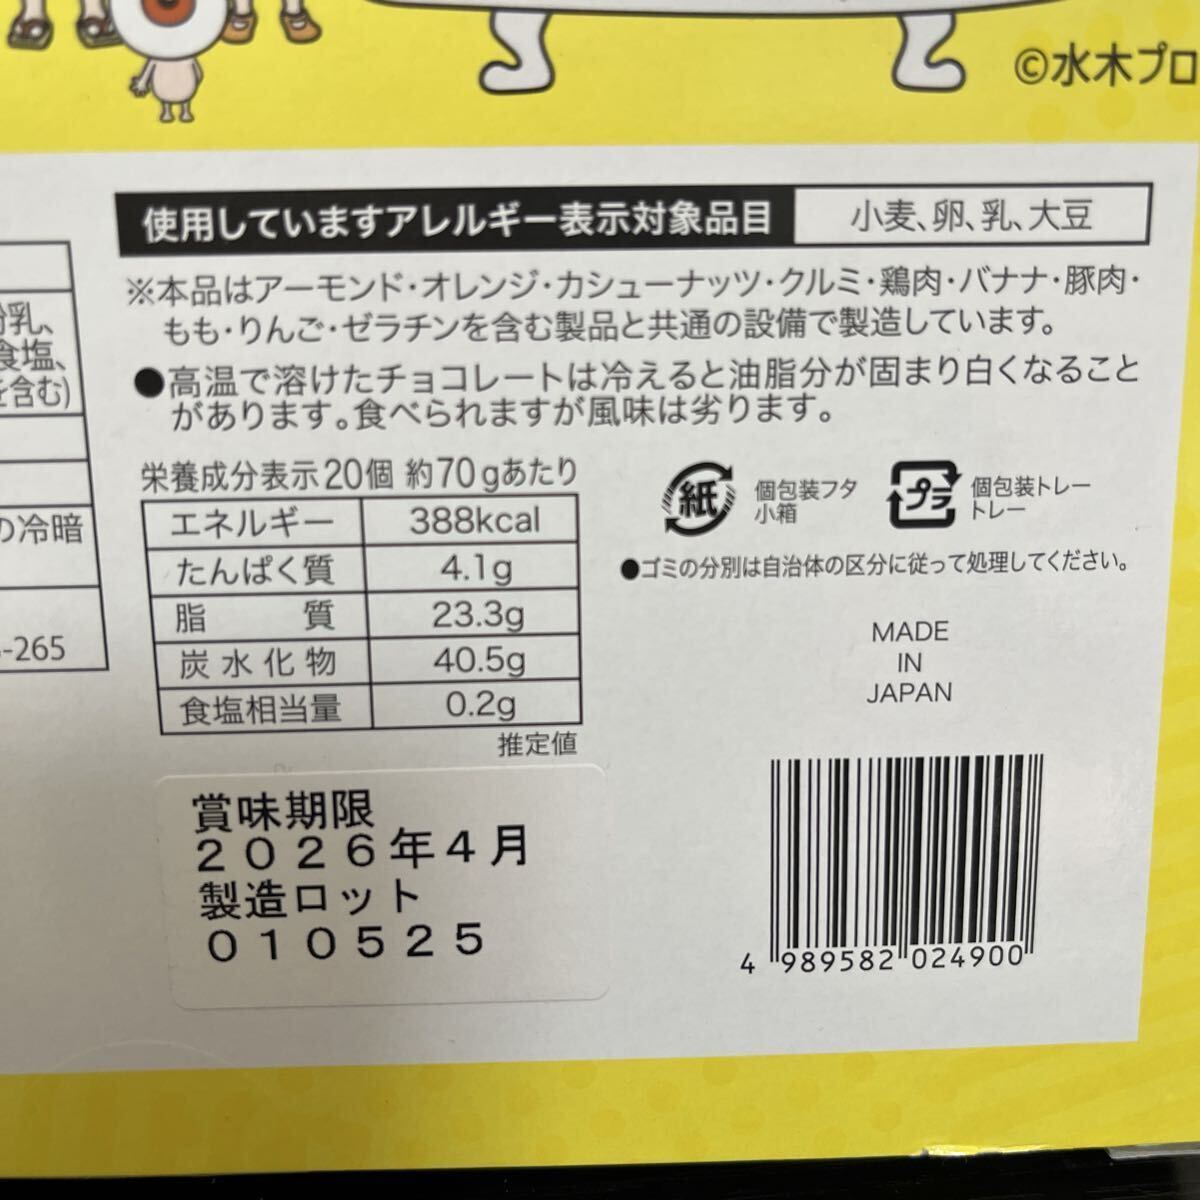 ©水木プロ
粉乳、
食塩、
を含む)
の冷暗
-265
使用していますアレルギー表示対象品目 小麦、卵、乳、大豆
※本品はアーモンド・オレンジ・カシューナッツ・クルミ・鶏肉・バナナ・豚肉・
もも・りんご・ゼラチンを含む製品と共通の設備で製造しています。
●高温で溶けたチョコレートは冷えると油脂分が固まり白くなること
があります。食べられますが風味は劣ります。
栄養成分表示20個 約70gあたり
エネルギー 388kcal
たんぱく質 4.1g
脂質 23.3g
炭水化物 40.5g
食塩相当量 0.2g
推定値
紙 個包装フタ
小箱
プラ 個包装トレー
トレー
●ゴミの分別は自治体の区分に従って処理してください。
MADE
IN
JAPAN
賞味期限
2026年4月
製造ロット
010525
4 989582 024900